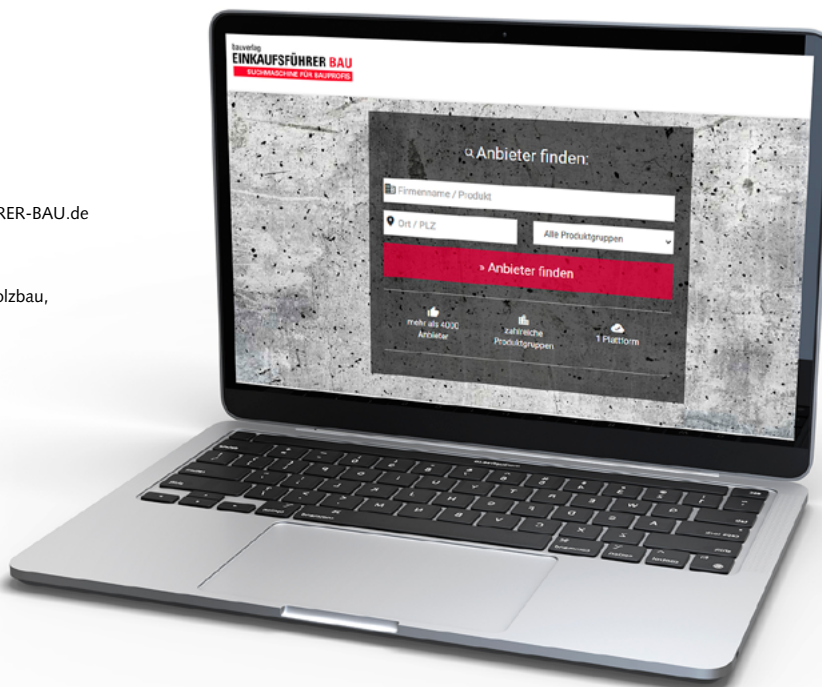 RER-BAU.de
olzbau,
bauverlag
EINKAUFSFÜHRER BAU
SUCHMASCHINE FÜR BAUPROFIS
Anbieter finden:
Firmenname / Produkt
Ort / PLZ
Alle Produktgruppen
» Anbieter finden
mehr als 4000
Anbieter
zahlreiche
Produktgruppen
1 Plattform